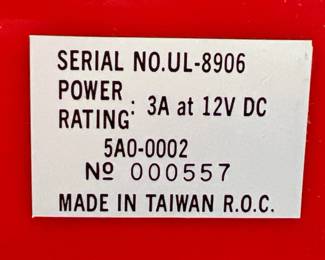 SERIAL NO.UL-8906
POWER RATING: 3A at 12V DC
5A0-0002
Nº 000557
MADE IN TAIWAN R.O.C.